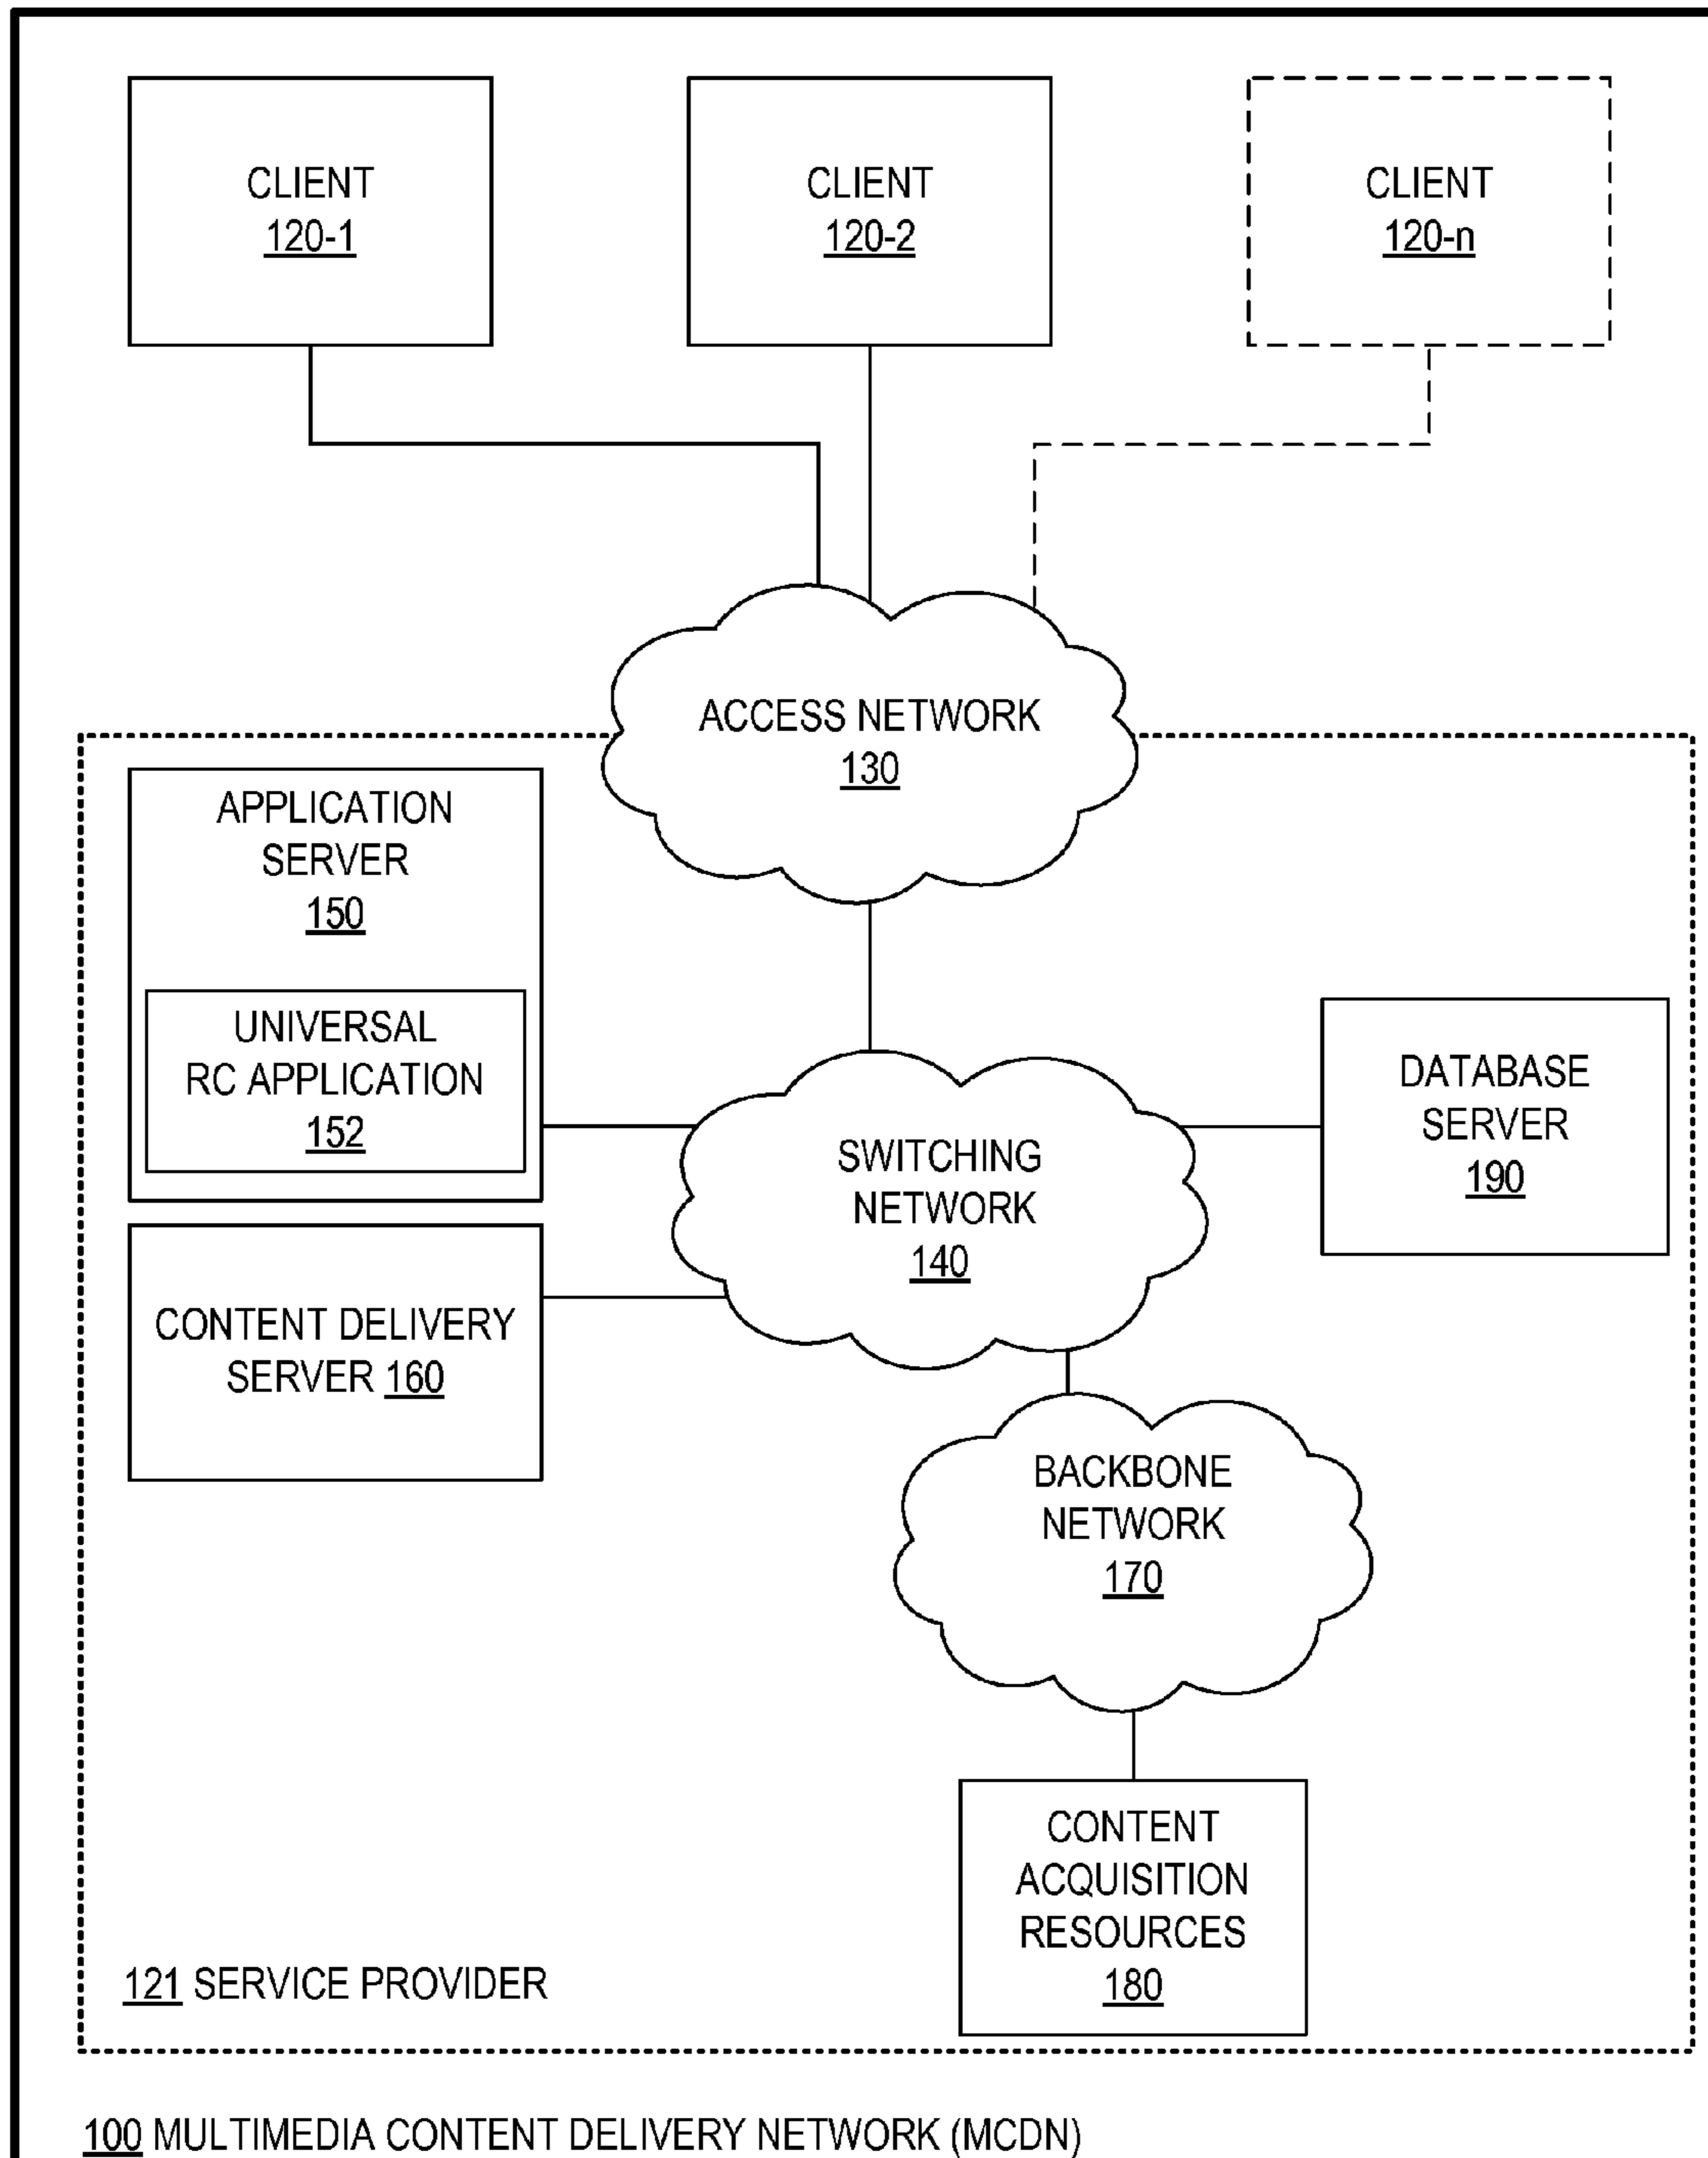 CLIENT
120-1
CLIENT
120-2
CLIENT
120-n
ACCESS NETWORK
130
APPLICATION
SERVER
150
UNIVERSAL
RC APPLICATION
152
SWITCHING
NETWORK
140
DATABASE
SERVER
190
CONTENT DELIVERY
SERVER 160
BACKBONE
NETWORK
170
CONTENT
ACQUISITION
RESOURCES
180
121 SERVICE PROVIDER
100 MULTIMEDIA CONTENT DELIVERY NETWORK (MCDN)